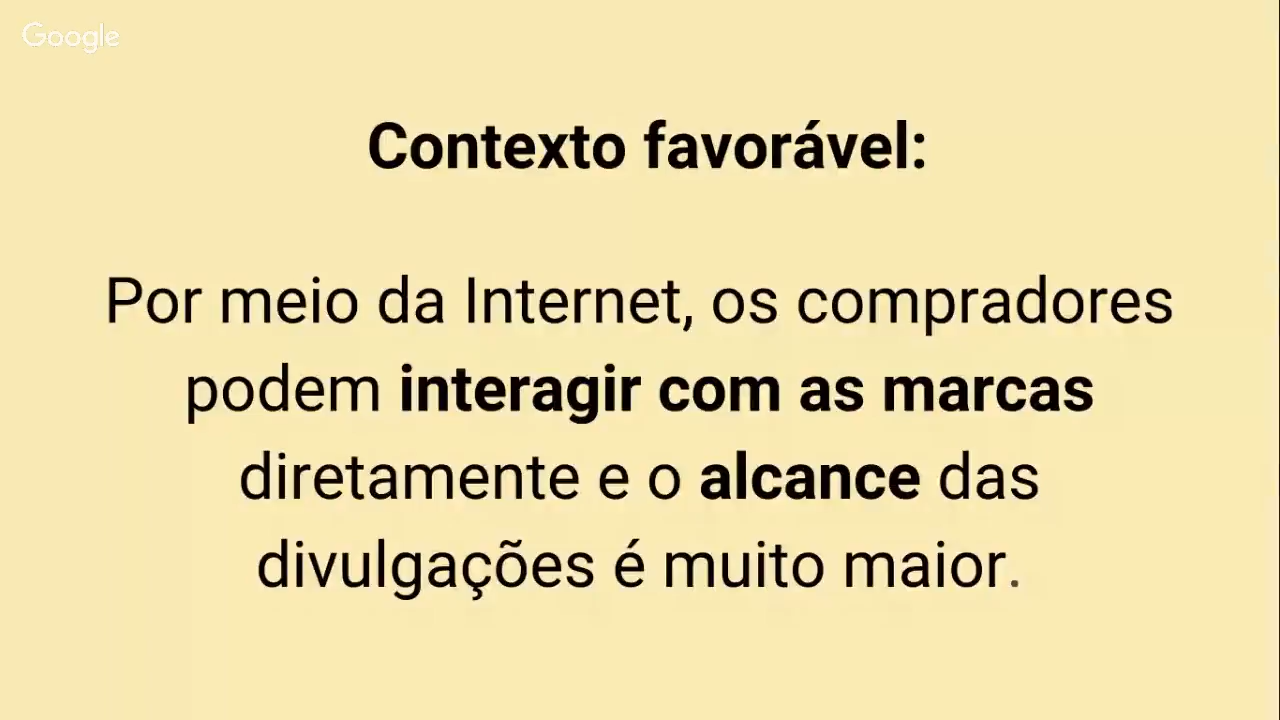 Google
Contexto favorável:
Por meio da Internet, os compradores
podem interagir com as marcas
diretamente e o alcance das
divulgações é muito maior.